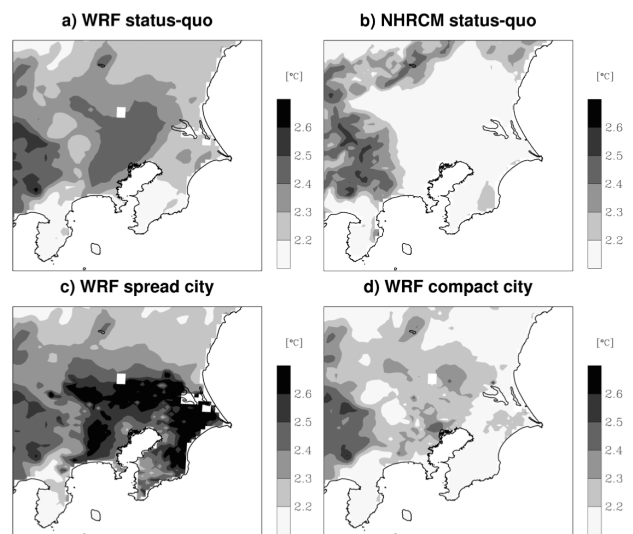 a) WRF status-quo
b) NHRCM status-quo
[°C]
2.6
2.5
2.4
2.3
2.2
[°C]
2.6
2.5
2.4
2.3
2.2
c) WRF spread city
d) WRF compact city
[°C]
2.6
2.5
2.4
2.3
2.2
[°C]
2.6
2.5
2.4
2.3
2.2